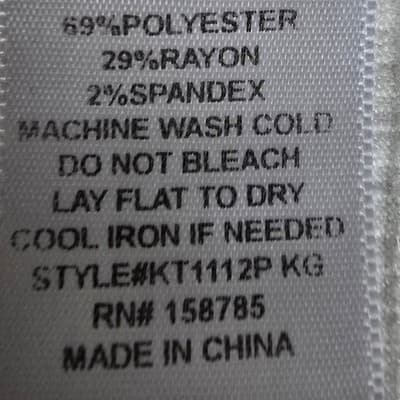 69%POLYESTER
29%RAYON
2%SPANDEX
MACHINE WASH COLD
DO NOT BLEACH
LAY FLAT TO DRY
COOL IRON IF NEEDED
STYLE#KT1112P KG
RN# 158785
MADE IN CHINA